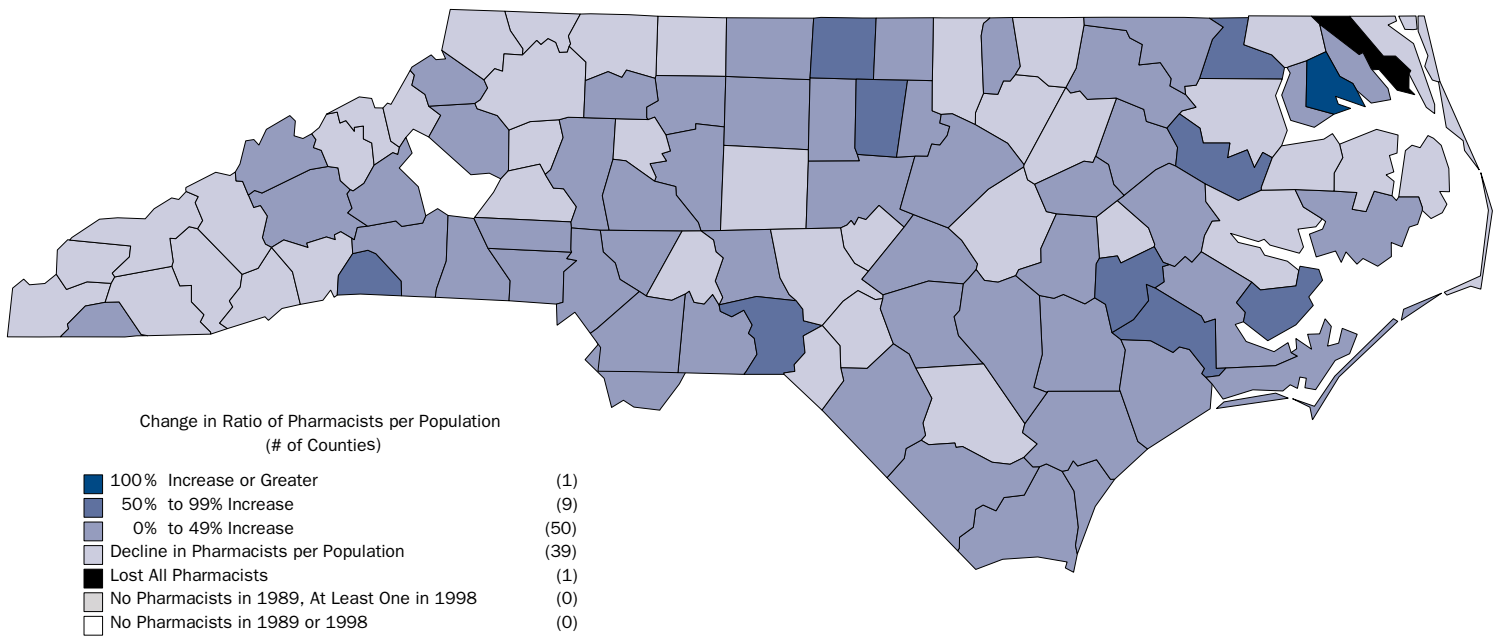 Change in Ratio of Pharmacists per Population
(# of Counties)
100% Increase or Greater (1)
50% to 99% Increase (9)
0% to 49% Increase (50)
Decline in Pharmacists per Population (39)
Lost All Pharmacists (1)
No Pharmacists in 1989, At Least One in 1998 (0)
No Pharmacists in 1989 or 1998 (0)